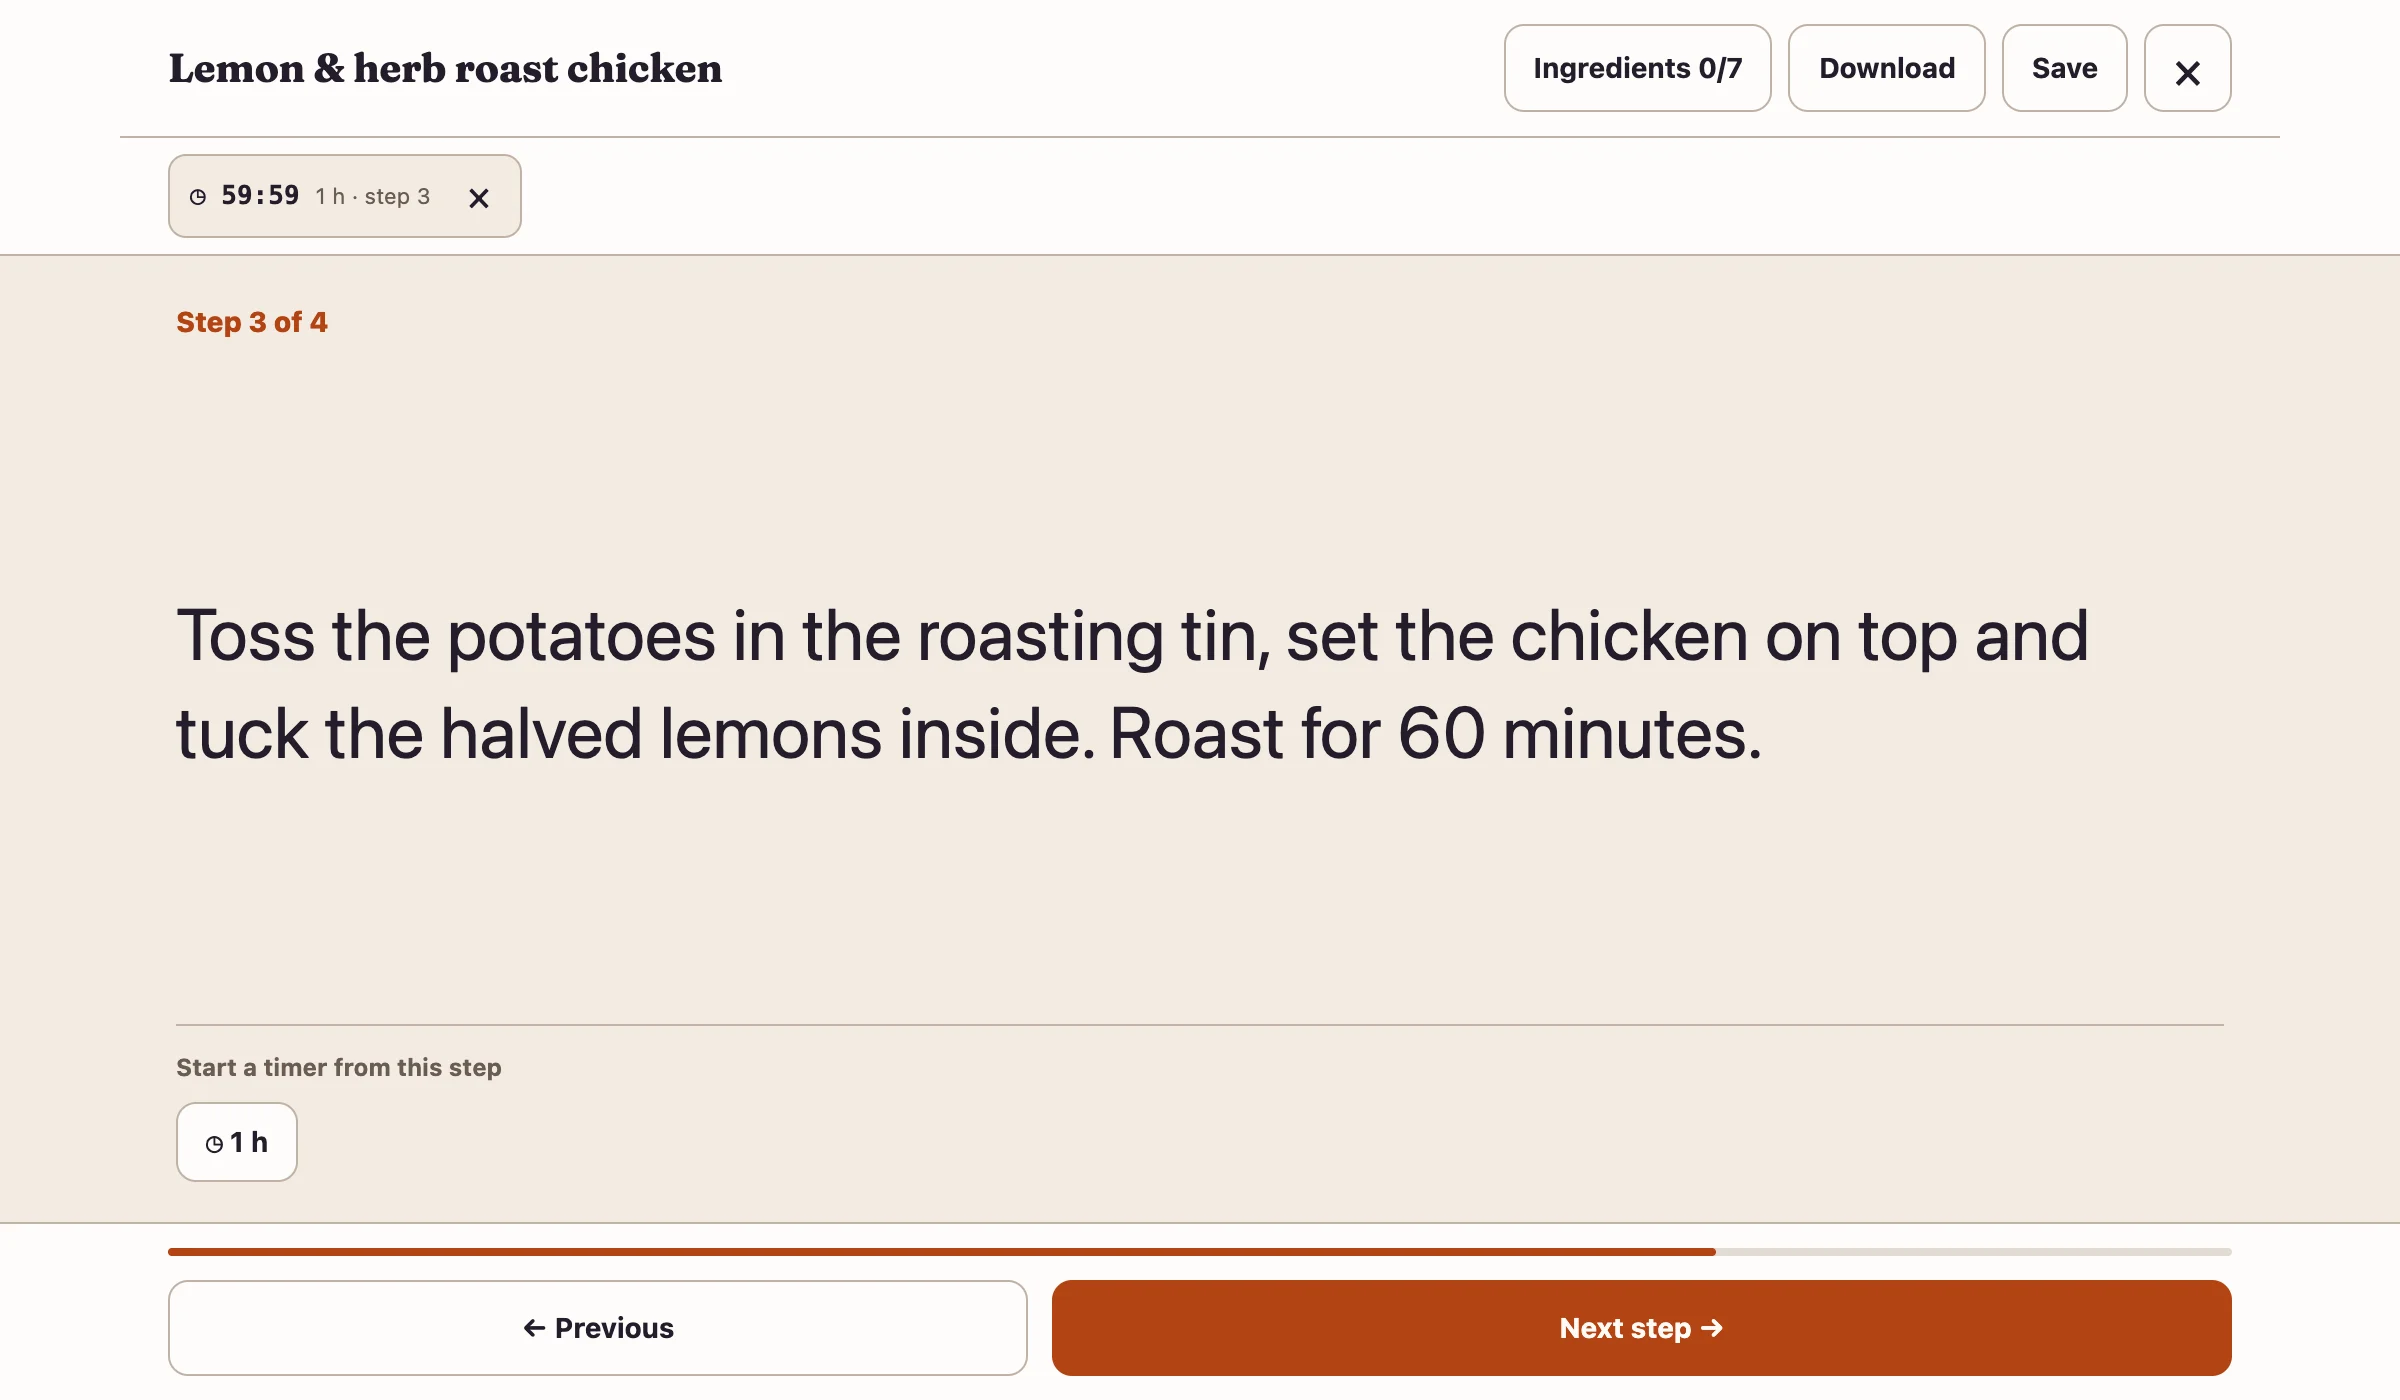 Lemon & herb roast chicken
Ingredients 0/7
Download
Save
×
59:59 1 h · step 3 ×
Step 3 of 4
Toss the potatoes in the roasting tin, set the chicken on top and
tuck the halved lemons inside. Roast for 60 minutes.
Start a timer from this step
1 h
← Previous
Next step →